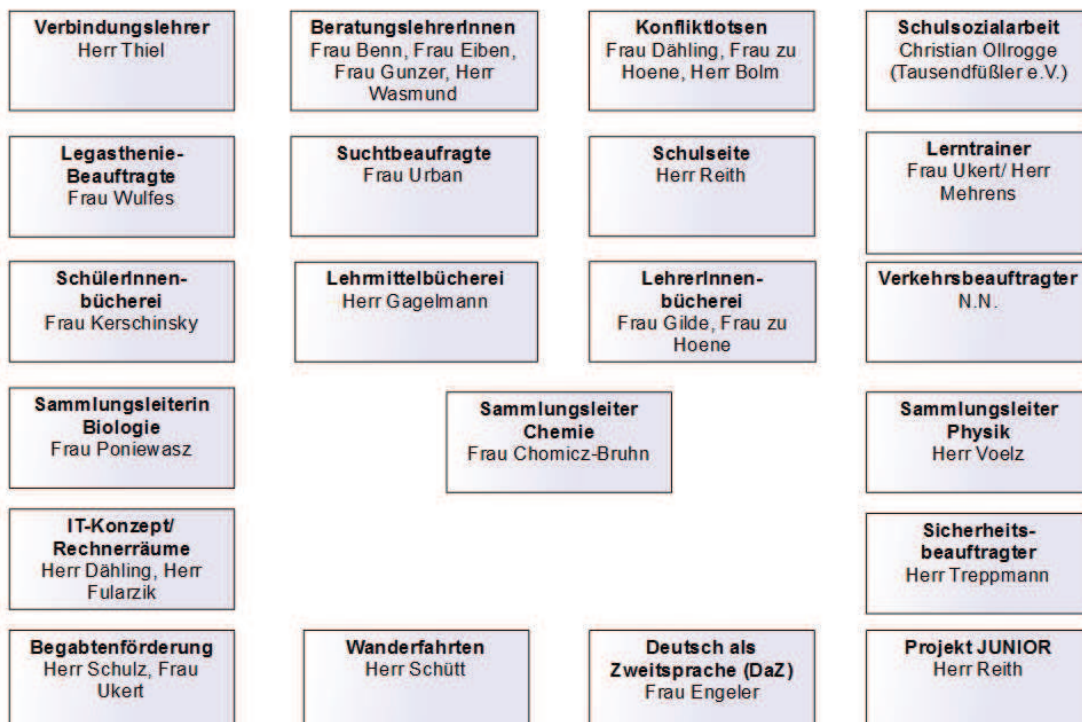 Verbindungslehrer
Herr Thiel
BeratungslehrerInnen
Frau Benn, Frau Eiben,
Frau Gunzer, Herr
Wasmund
Konfliktlotsen
Frau Dähling, Frau zu
Hoene, Herr Bolm
Schulsozialarbeit
Christian Ollrogge
(Tausendfüßler e.V.)
Legasthenie-
Beauftragte
Frau Wulfes
Suchtbeaufragte
Frau Urban
Schulseite
Herr Reith
Lerntrainer
Frau Ukert/ Herr
Mehrens
SchülerInnen-
bücherei
Frau Kerschinsky
Lehrmittelbücherei
Herr Gagelmann
LehrerInnen-
bücherei
Frau Gilde, Frau zu
Hoene
Verkehrsbeauftragter
N.N.
Sammlungsleiterin
Biologie
Frau Poniewasz
Sammlungsleiter
Chemie
Frau Chomicz-Bruhn
Sammlungsleiter
Physik
Herr Voelz
IT-Konzept/
Rechnerräume
Herr Dähling, Herr
Fularzik
Sicherheits-
beauftragter
Herr Treppmann
Begabtenförderung
Herr Schulz, Frau
Ukert
Wanderfahrten
Herr Schütt
Deutsch als
Zweitsprache (DaZ)
Frau Engeler
Projekt JUNIOR
Herr Reith